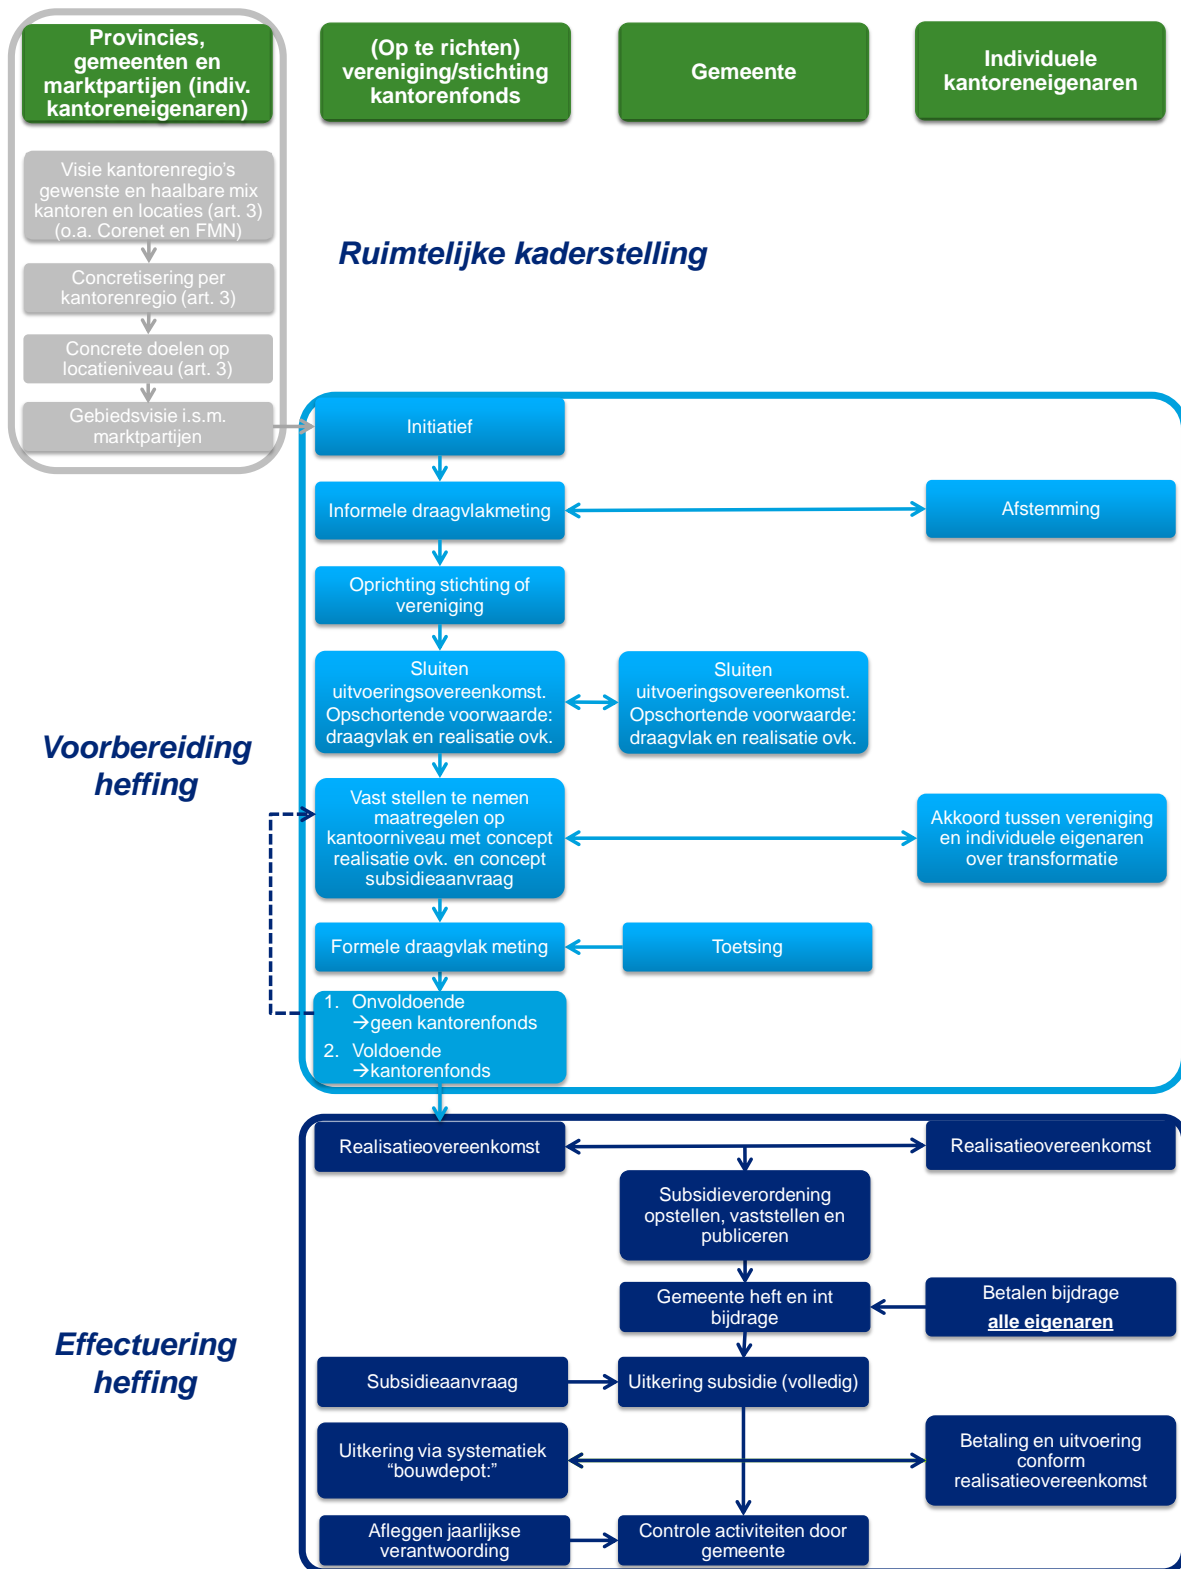 Provincies,
gemeenten en
marktpartijen (indiv.
kantoreneigenaren)
(Op te richten)
vereniging/stichting
kantorenfonds
Gemeente
Individuele
kantoreneigenaren
Visie kantorenregio's
gewenste en haalbare mix
kantoren en locaties (art. 3)
(o.a. Corenet en FMN)
Ruimtelijke kaderstelling
Concretisering per
kantorenregio (art. 3)
Concrete doelen op
locatieniveau (art. 3)
Gebiedsvisie i.s.m.
marktpartijen
Initiatief
Informele draagvlakmeting
Afstemming
Oprichting stichting of
vereniging
Sluiten
uitvoeringsovereenkomst.
Opschortende voorwaarde:
draagvlak en realisatie ovk.
Sluiten
uitvoeringsovereenkomst.
Opschortende voorwaarde:
draagvlak en realisatie ovk.
Voorbereiding
heffing
Vast stellen te nemen
maatregelen op
kantoorniveau met concept
realisatie ovk. en concept
subsidieaanvraag
Akkoord tussen vereniging
en individuele eigenaren
over transformatie
Formele draagvlak meting
Toetsing
1. Onvoldoende
→geen kantorenfonds
2. Voldoende
→kantorenfonds
Realisatieovereenkomst
Realisatieovereenkomst
Subsidieverordening
opstellen, vaststellen en
publiceren
Gemeente heft en int
bijdrage
Betalen bijdrage
alle eigenaren
Effectuering
heffing
Subsidieaanvraag
Uitkering subsidie (volledig)
Uitkering via systematiek
“bouwdepot:”
Betaling en uitvoering
conform
realisatieovereenkomst
Afleggen jaarlijkse
verantwoording
Controle activiteiten door
gemeente